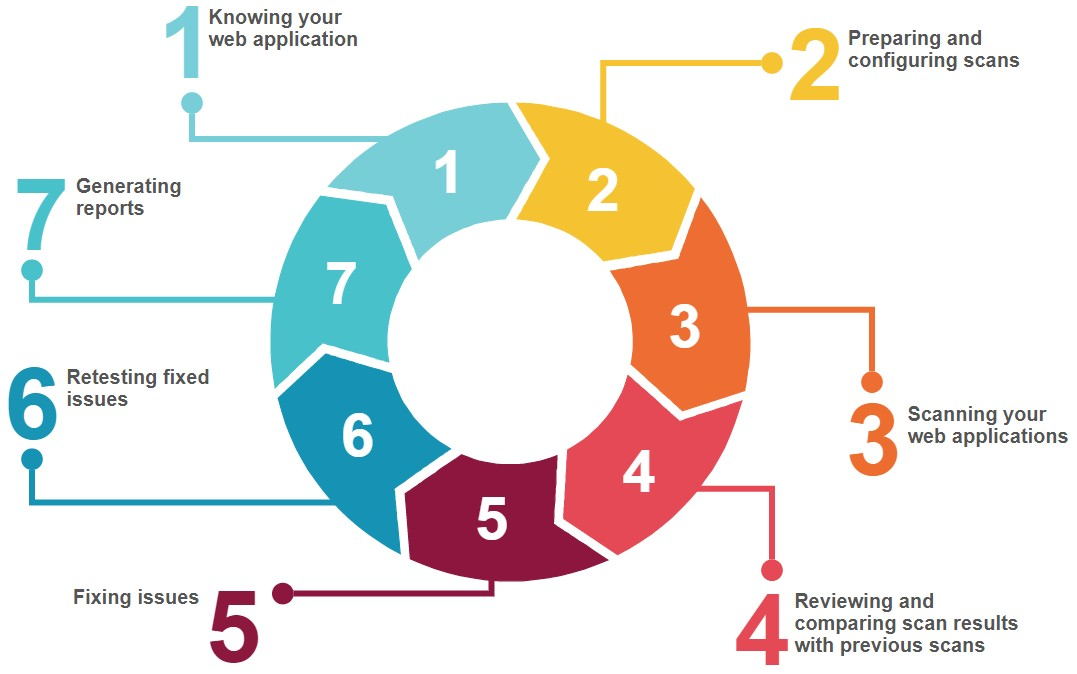 1
Knowing your
web application
2
Preparing and
configuring scans
3
Scanning your
web applications
4
Reviewing and
comparing scan results
with previous scans
5
Fixing issues
6
Retesting fixed
issues
7
Generating
reports
1
2
3
4
5
6
7